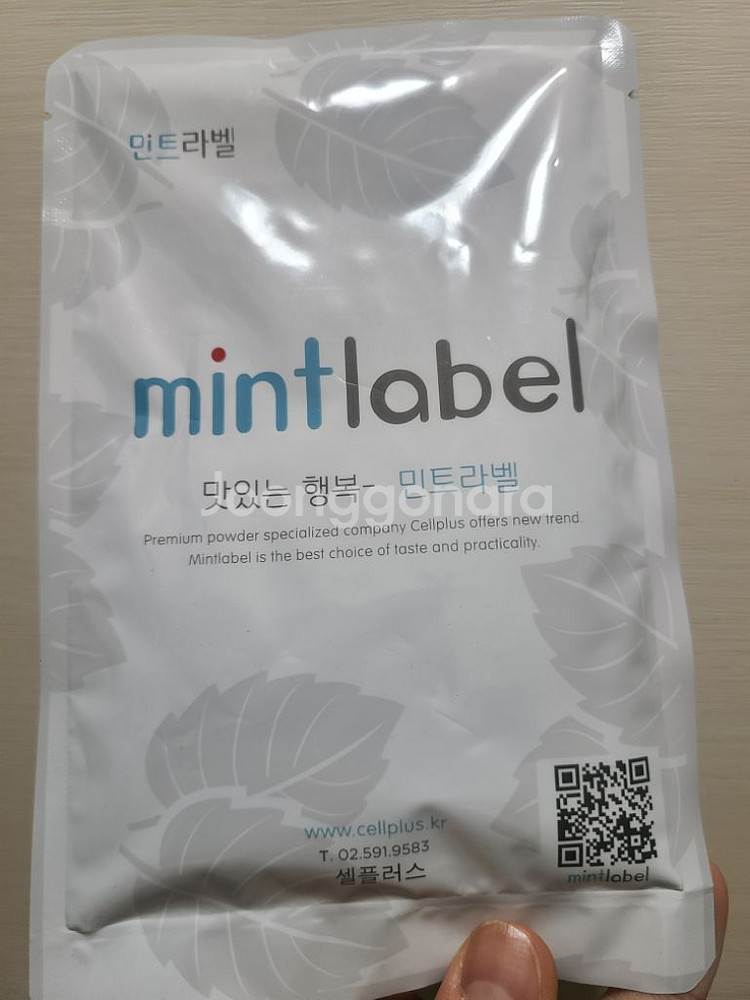 민트라벨
mintlabel
맛있는 행복- 민트라벨
joonggonara
Premium powder specialized company Cellplus offers new trend.
Mintlabel is the best choice of taste and practicality.
www.cellplus.kr
T. 02.591.9583
셀플러스
mintlabel